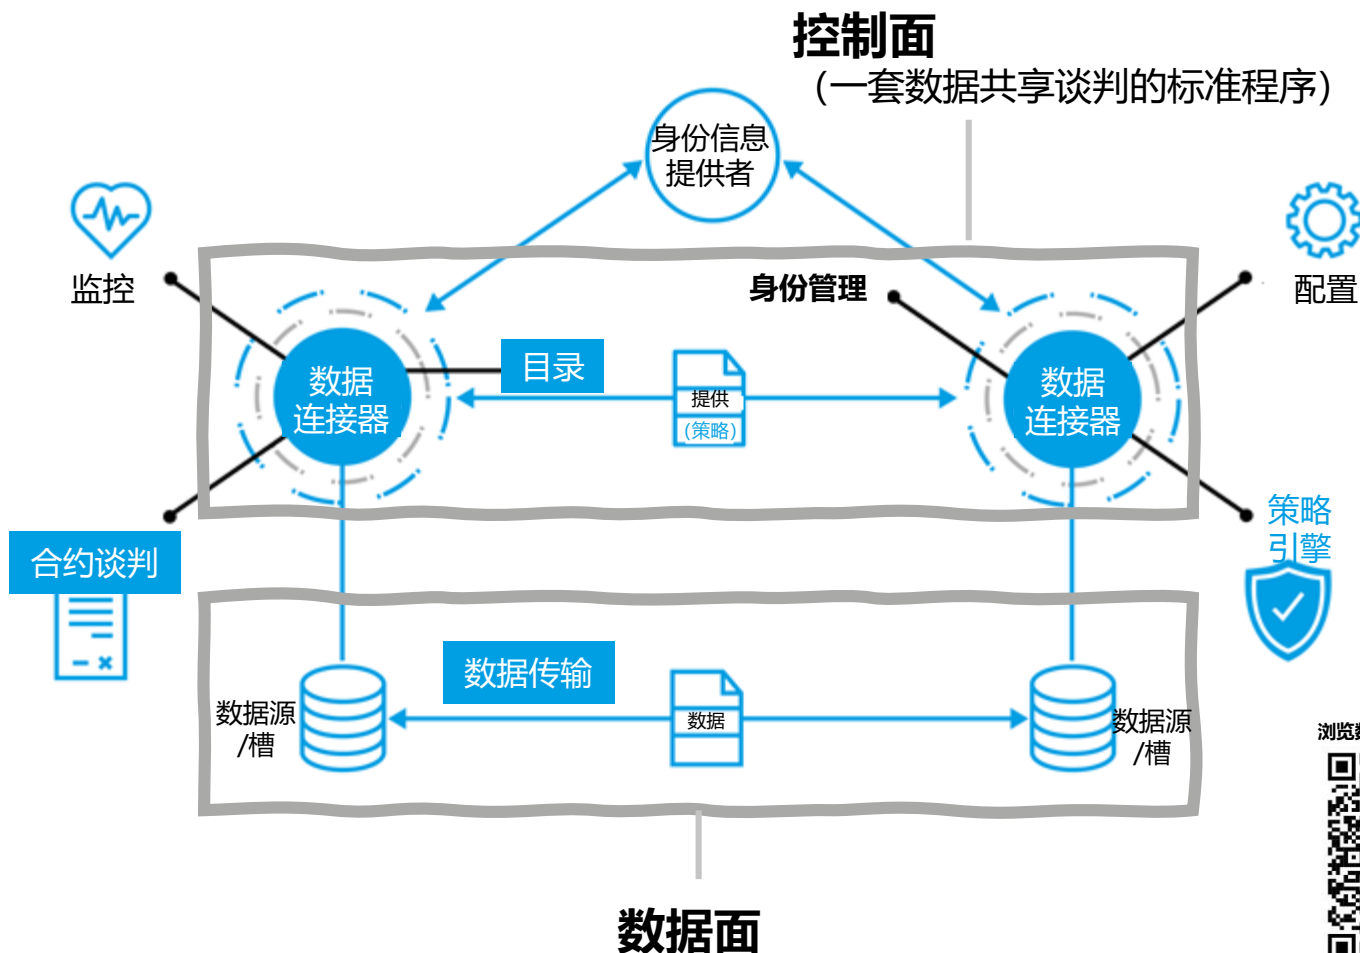 控制面
（一套数据共享谈判的标准程序）
身份信息
提供者
监控
配置
身份管理
目录
数据
连接器
提供
(策略)
数据
连接器
策略
引擎
合约谈判
数据传输
数据源
/槽
数据
数据源
/槽
浏览
数据面